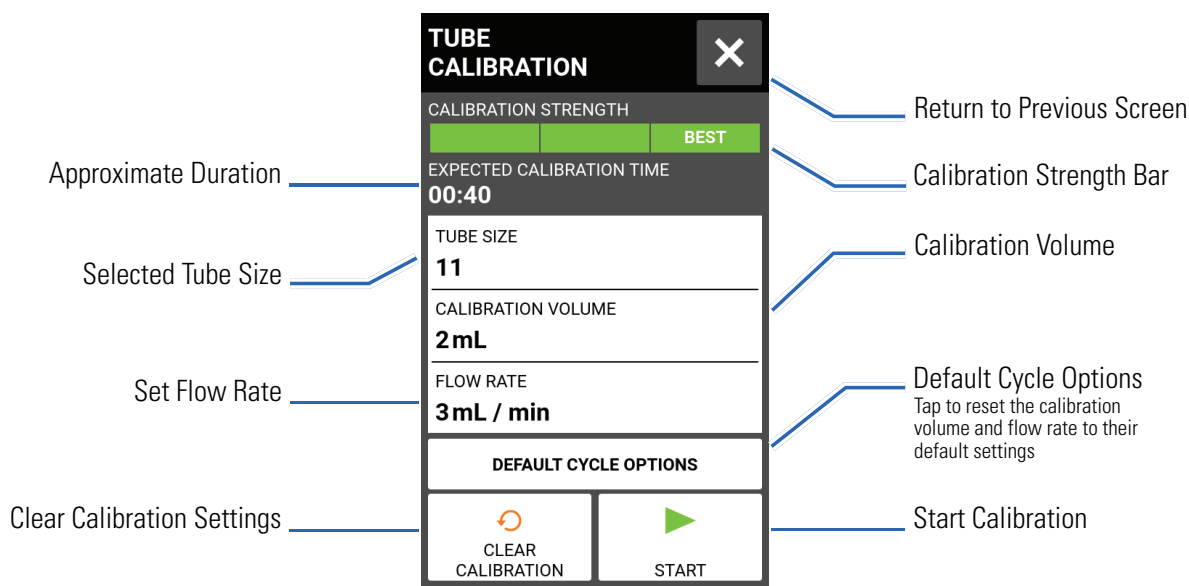 TUBE
CALIBRATION
CALIBRATION STRENGTH
BEST
EXPECTED CALIBRATION TIME
00:40
TUBE SIZE
11
CALIBRATION VOLUME
2 mL
FLOW RATE
3 mL / min
DEFAULT CYCLE OPTIONS
CLEAR
CALIBRATION
START
Approximate Duration
Selected Tube Size
Set Flow Rate
Clear Calibration Settings
Return to Previous Screen
Calibration Strength Bar
Calibration Volume
Default Cycle Options
Tap to reset the calibration
volume and flow rate to their
default settings
Start Calibration